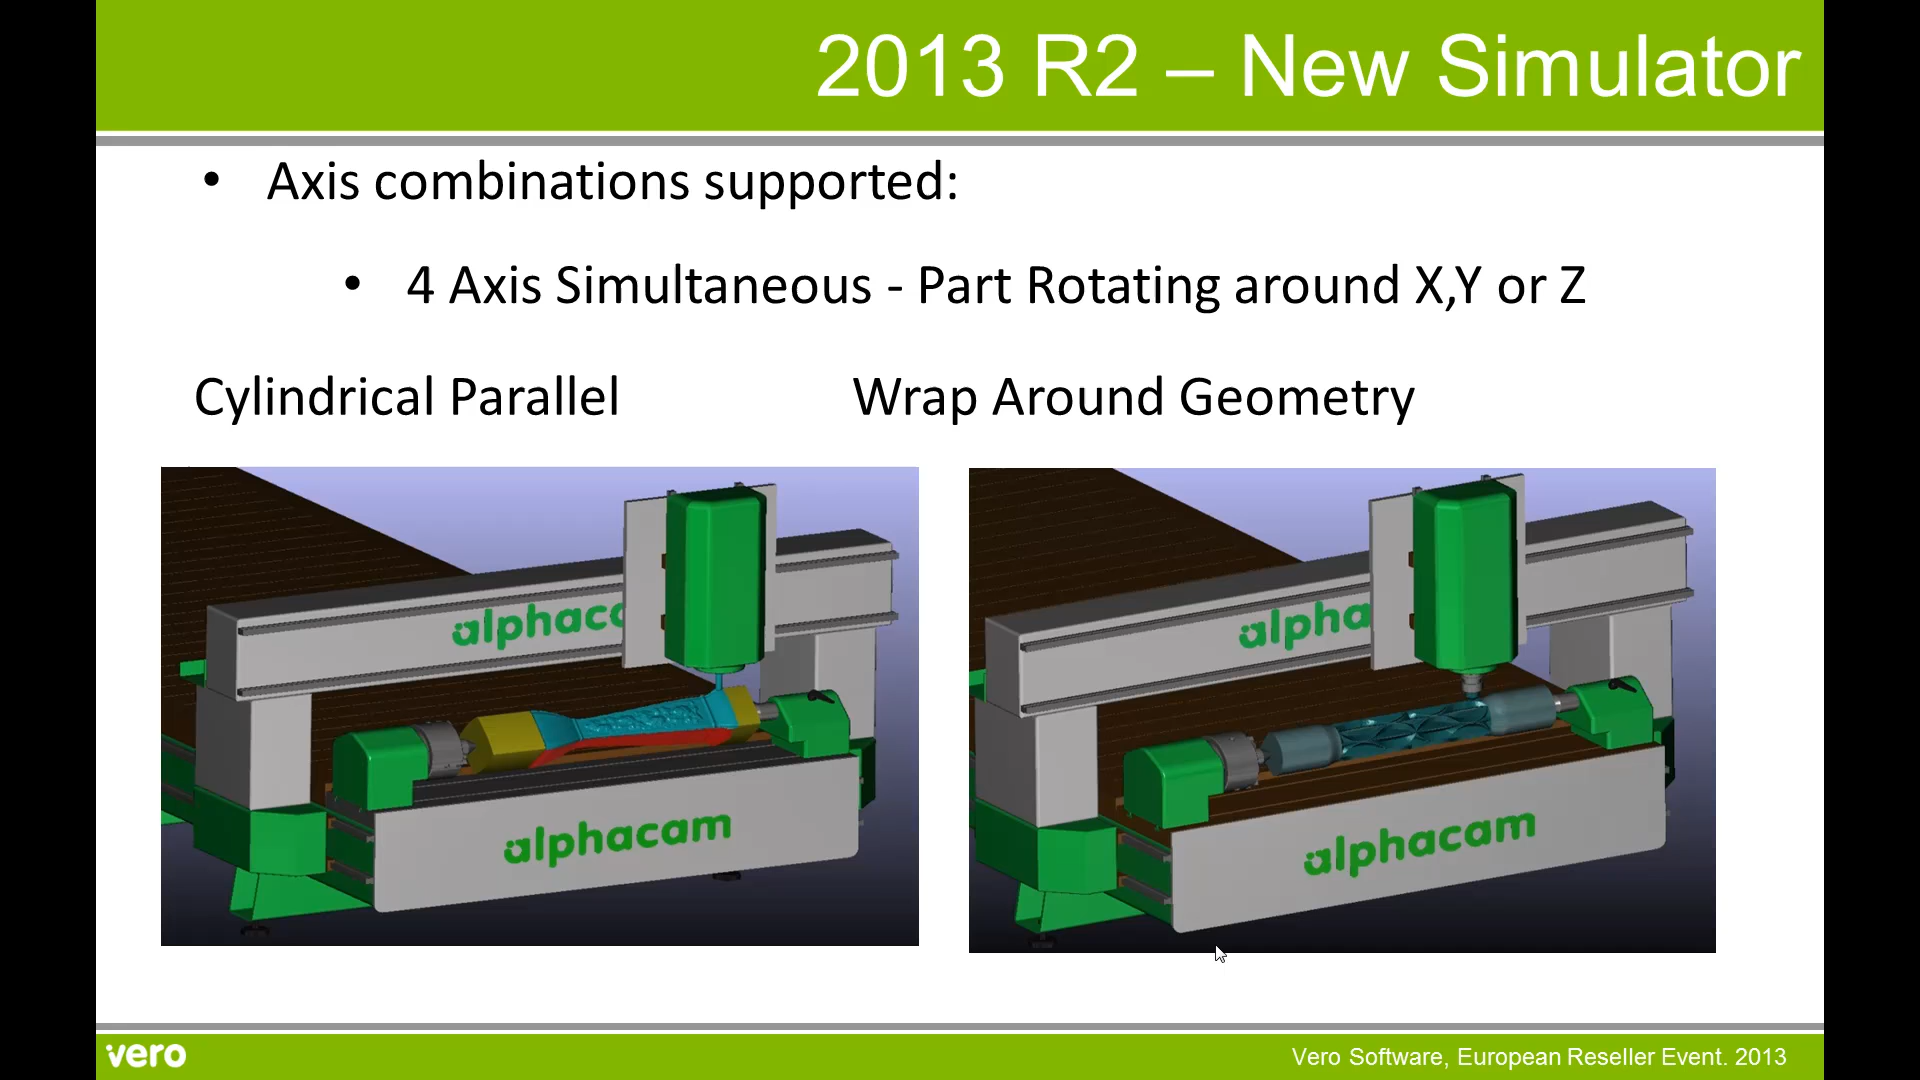 2013 R2 – New Simulator
• Axis combinations supported:
• 4 Axis Simultaneous - Part Rotating around X,Y or Z
Cylindrical Parallel
Wrap Around Geometry
alphaca
alphacam
alpha
alphacam
vero
Vero Software, European Reseller Event. 2013